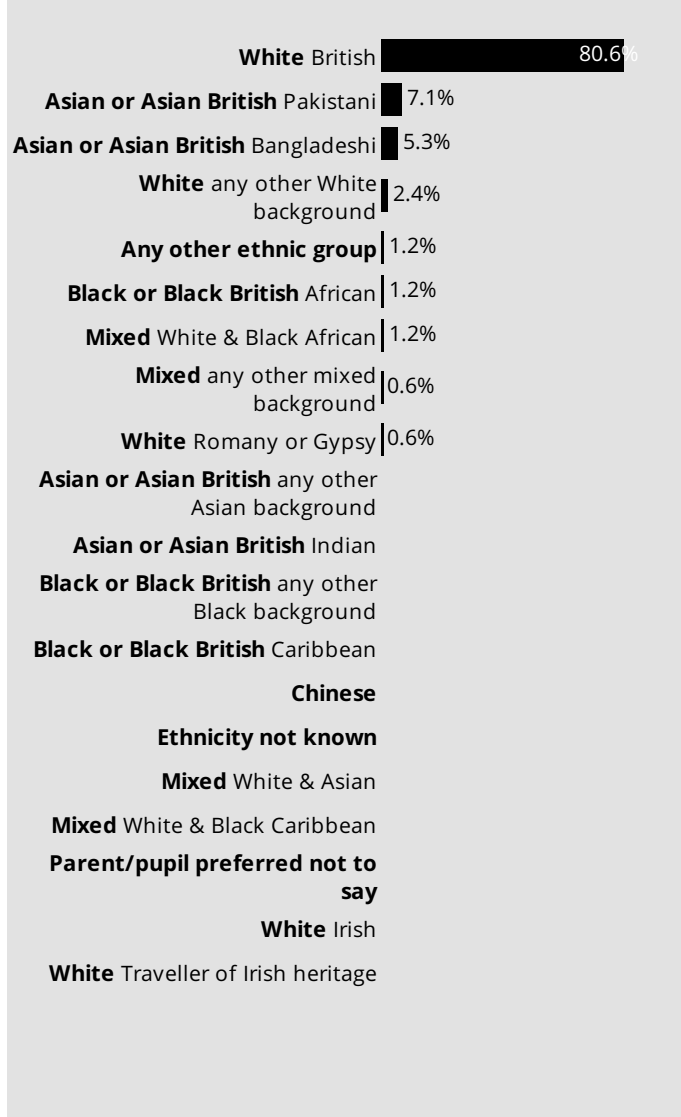 White British 80.6%
Asian or Asian British Pakistani 7.1%
Asian or Asian British Bangladeshi 5.3%
White any other White
background 2.4%
Any other ethnic group 1.2%
Black or Black British African 1.2%
Mixed White & Black African 1.2%
Mixed any other mixed
background 0.6%
White Romany or Gypsy 0.6%
Asian or Asian British any other
Asian background
Asian or Asian British Indian
Black or Black British any other
Black background
Black or Black British Caribbean
Chinese
Ethnicity not known
Mixed White & Asian
Mixed White & Black Caribbean
Parent/pupil preferred not to
say
White Irish
White Traveller of Irish heritage